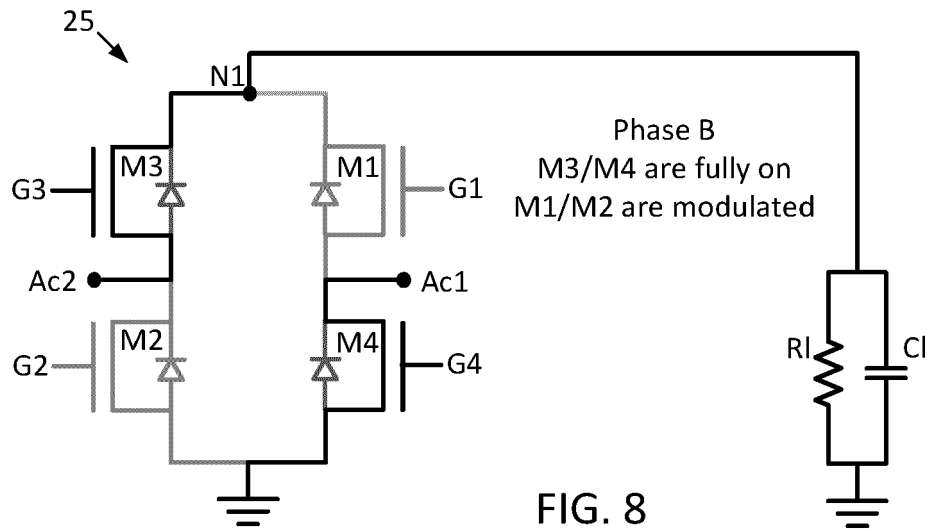 25
N1
Phase B
M3/M4 are fully on
M1/M2 are modulated
M3
M1
G3
G1
Ac2
Ac1
M2
M4
G2
G4
Rl
Cl
FIG. 8